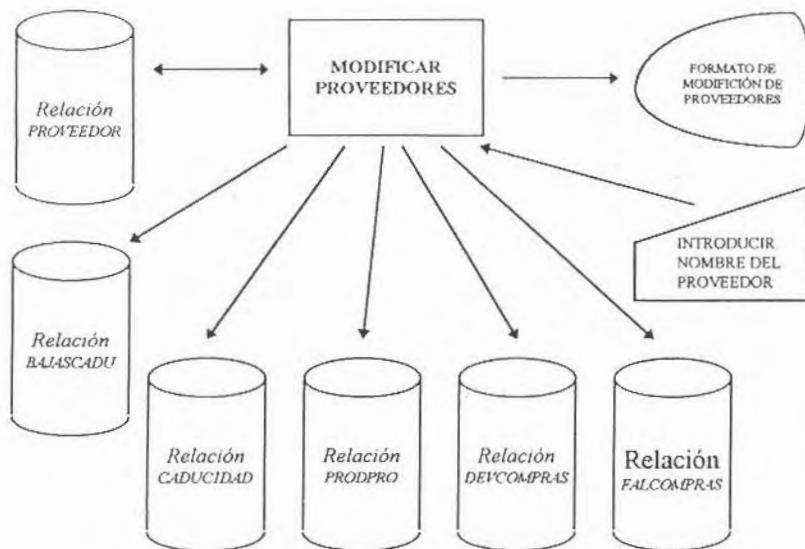 Relación
PROVEEDOR
MODIFICAR
PROVEEDORES
FORMATO DE
MODIFICIÓN DE
PROVEEDORES
INTRODUCIR
NOMBRE DEL
PROVEEDOR
Relación
BAJASCADU
Relación
CADUCIDAD
Relación
PRODPRO
Relación
DEVCOMPRAS
Relación
FALCOMPRAS